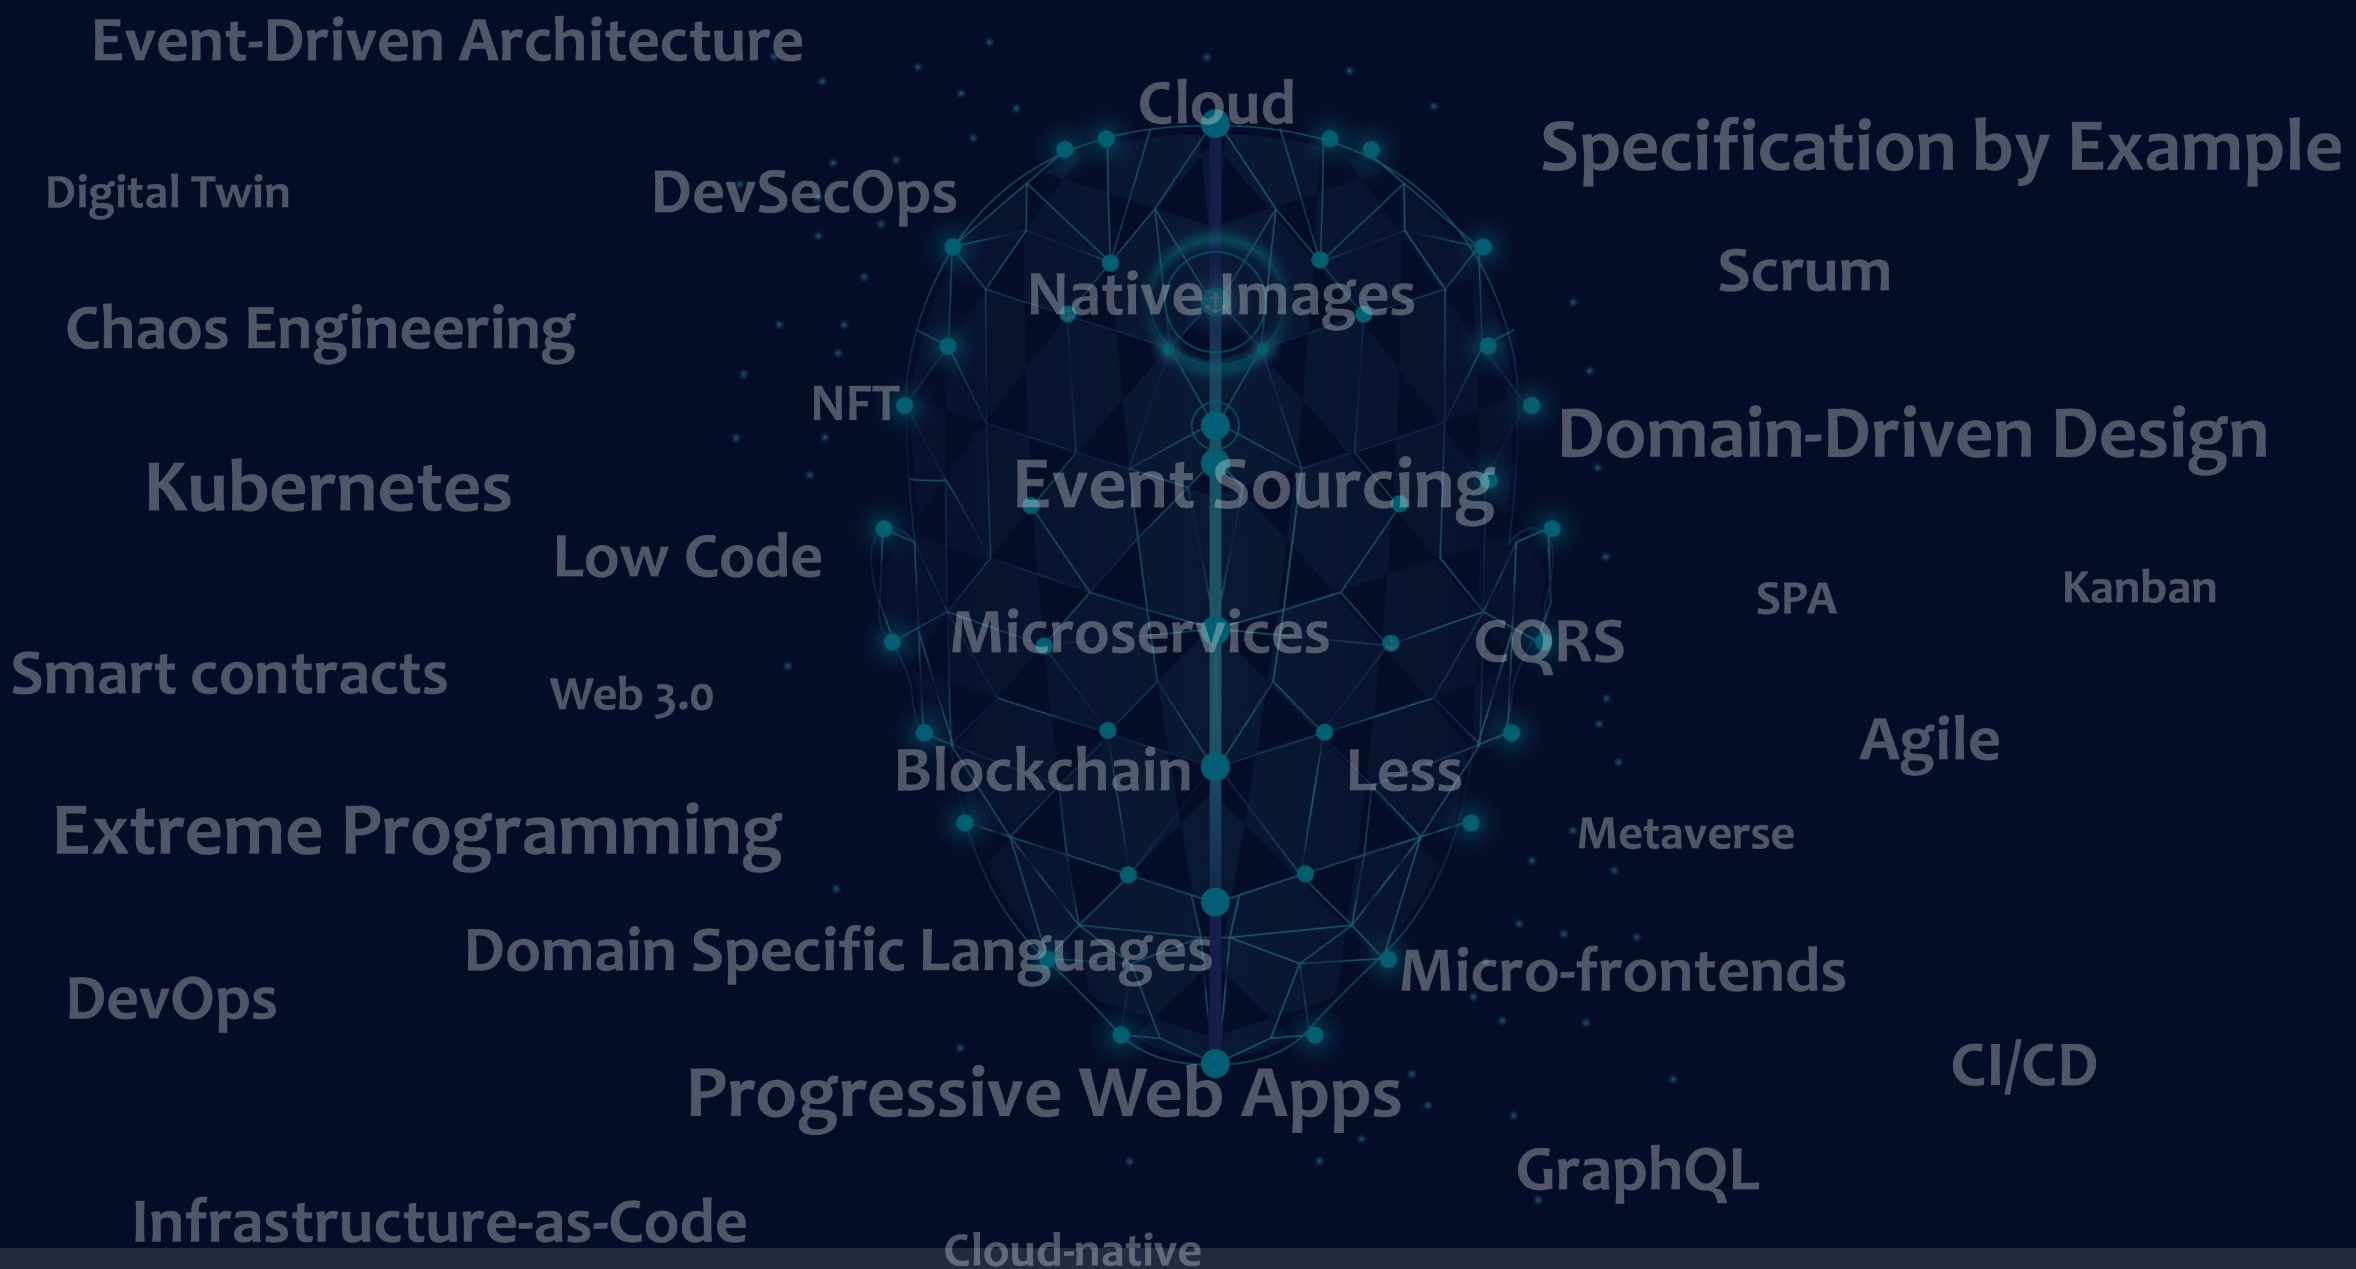 Event-Driven Architecture
Cloud
Specification by Example
Digital Twin
DevSecOps
Scrum
Native Images
Chaos Engineering
NFT
Domain-Driven Design
Kubernetes
Event Sourcing
Low Code
SPA
Kanban
Microservices
CQRS
Smart contracts
Web 3.0
Agile
Blockchain
Less
Extreme Programming
Metaverse
Domain Specific Languages
Micro-frontends
DevOps
CI/CD
Progressive Web Apps
GraphQL
Infrastructure-as-Code
Cloud-native